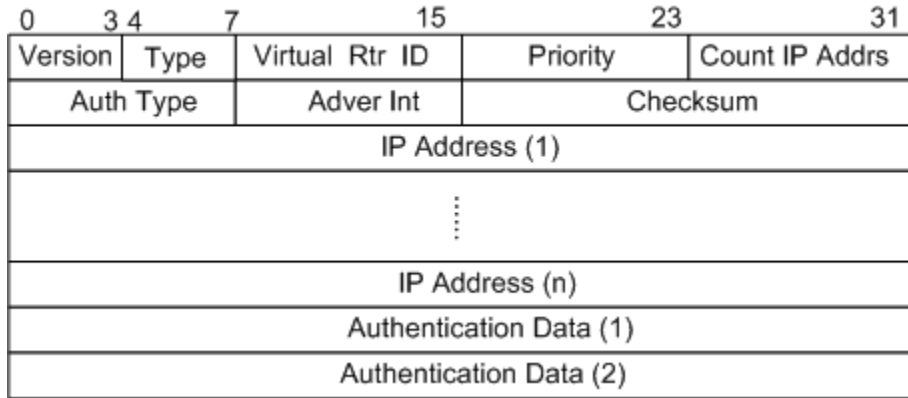 0 3 4 7 15 23 31
Version Type Virtual Rtr ID Priority Count IP Addrs
Auth Type Adver Int Checksum
IP Address (1)
IP Address (n)
Authentication Data (1)
Authentication Data (2)